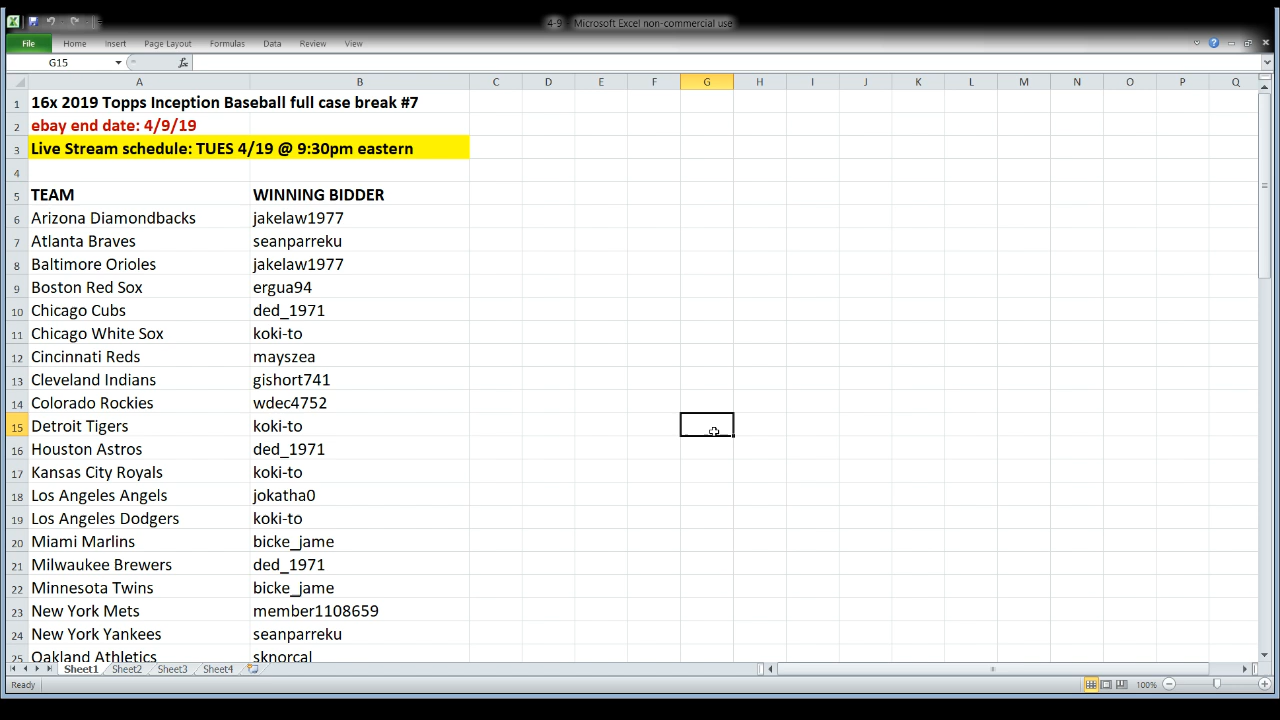 4-9 - Microsoft Excel non-commercial use
File Home Insert Page Layout Formulas Data Review View
G15 fx
A B C D E F G H I J K L M N O P Q
1 16x 2019 Topps Inception Baseball full case break #7
2 ebay end date: 4/9/19
3 Live Stream schedule: TUES 4/19 @ 9:30pm eastern
4
5 TEAM WINNING BIDDER
6 Arizona Diamondbacks jakelaw1977
7 Atlanta Braves seanparreku
8 Baltimore Orioles jakelaw1977
9 Boston Red Sox ergua94
10 Chicago Cubs ded_1971
11 Chicago White Sox koki-to
12 Cincinnati Reds mayszea
13 Cleveland Indians gishort741
14 Colorado Rockies wdec4752
15 Detroit Tigers koki-to
16 Houston Astros ded_1971
17 Kansas City Royals koki-to
18 Los Angeles Angels jokatha0
19 Los Angeles Dodgers koki-to
20 Miami Marlins bicke_jame
21 Milwaukee Brewers ded_1971
22 Minnesota Twins bicke_jame
23 New York Mets member1108659
24 New York Yankees seanparreku
25 Oakland Athletics sknorcal
Sheet1 Sheet2 Sheet3 Sheet4
Ready 100%